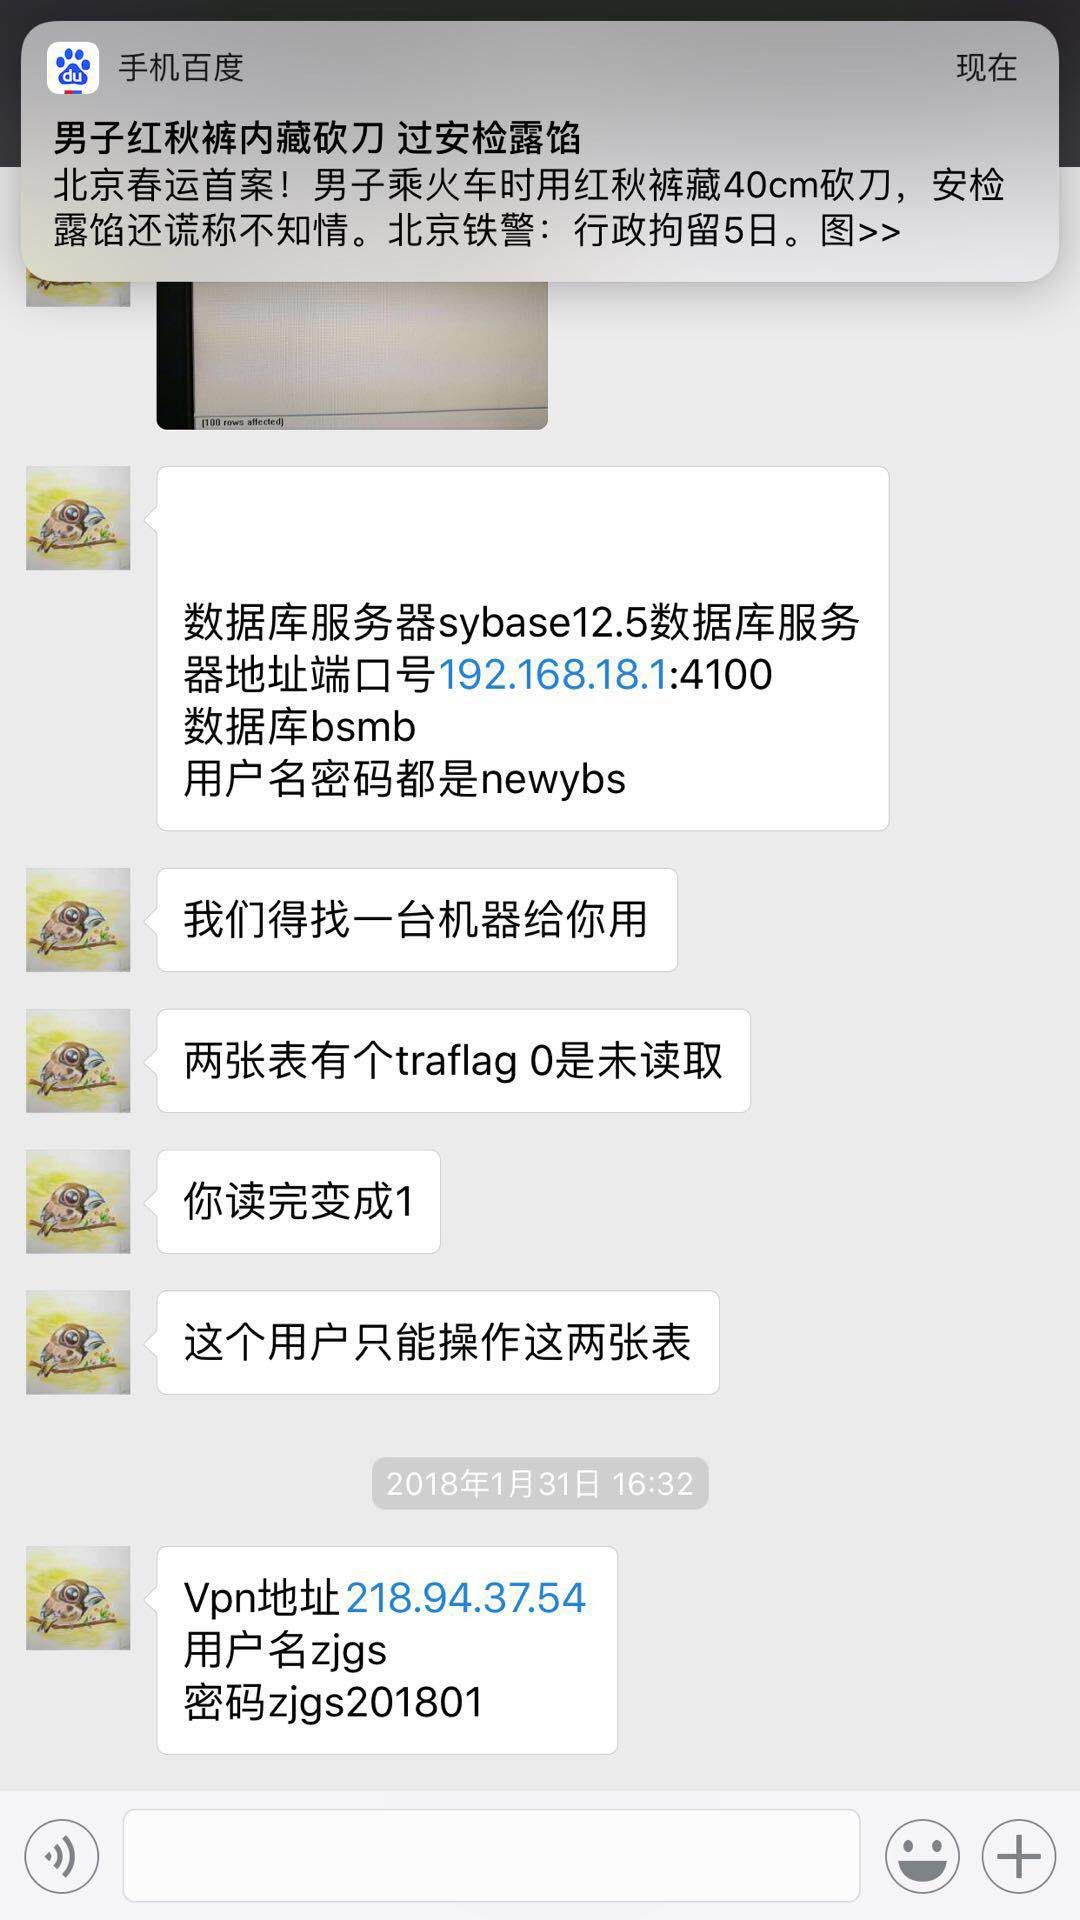 手机百度
现在
男子红秋裤内藏砍刀 过安检露馅
北京春运首案！男子乘火车时用红秋裤藏40cm砍刀，安检
露馅还谎称不知情。北京铁警：行政拘留5日。图>>
(100 rows affected)
数据库服务器sybase12.5数据库服务
器地址端口号192.168.18.1:4100
数据库bsmb
用户名密码都是newybs
我们得找一台机器给你用
两张表有个traflag 0是未读取
你读完变成1
这个用户只能操作这两张表
2018年1月31日 16:32
Vpn地址218.94.37.54
用户名zjgs
密码zjgs201801